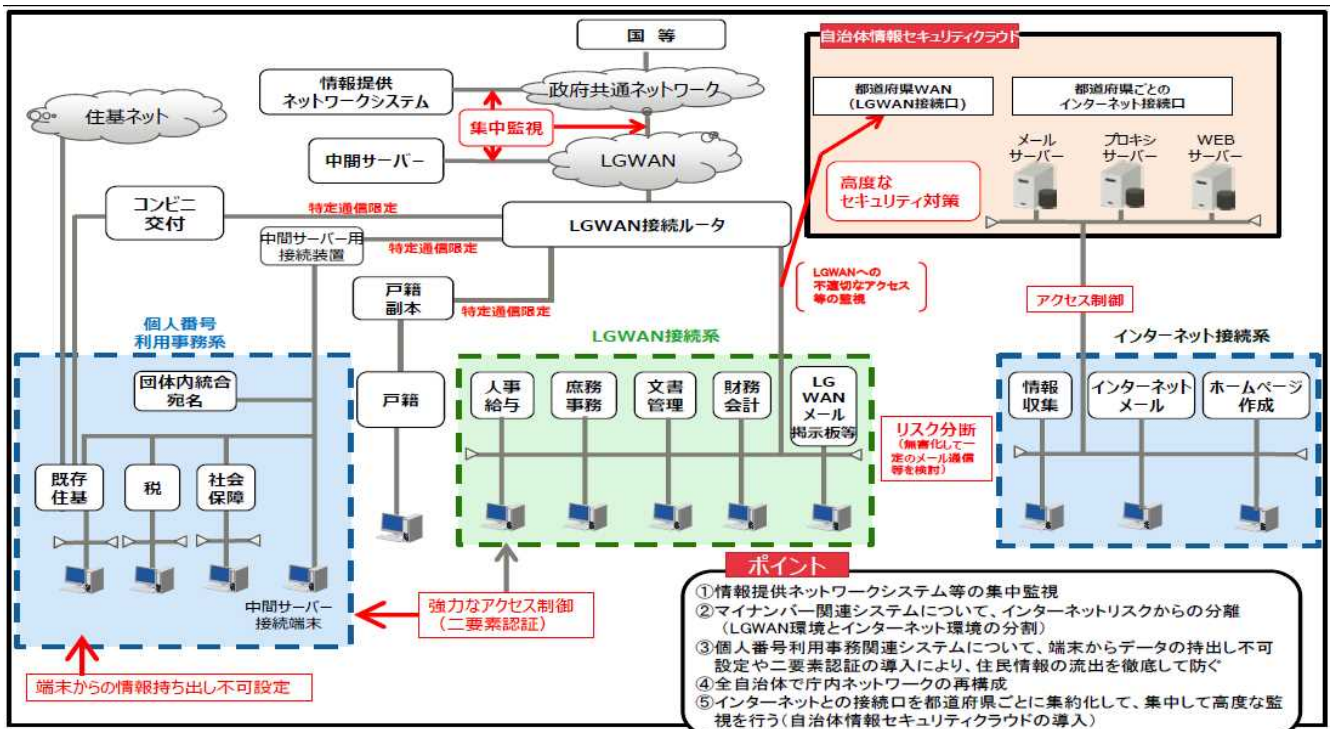 国 等
自治体情報セキュリティクラウド
情報提供
ネットワークシステム
政府共通ネットワーク
都道府県WAN
(LGWAN接続口)
都道府県ごとの
インターネット接続口
住基ネット
集中監視
中間サーバー
LGWAN
メール
サーバー
プロキシ
サーバー
WEB
サーバー
高度な
セキュリティ対策
コンビニ
交付
特定通信限定
LGWAN接続ルータ
中間サーバー用
接続装置
特定通信限定
戸籍
副本
特定通信限定
LGWANへの
不適切なアクセス
等の監視
アクセス制御
個人番号
利用事務系
LGWAN接続系
インターネット接続系
団体内統合
宛名
戸籍
人事
給与
庶務
事務
文書
管理
財務
会計
LG
WAN
メール
掲示板等
リスク分断
(無害化して一
定のメール通信
等を検討)
情報
収集
インターネット
メール
ホームページ
作成
既存
住基
税
社会
保障
中間サーバー
接続端末
強力なアクセス制御
(二要素認証)
端末からの情報持ち出し不可設定
ポイント
①情報提供ネットワークシステム等の集中監視
②マイナンバー関連システムについて、インターネットリスクからの分離
(LGWAN環境とインターネット環境の分割)
③個人番号利用事務関連システムについて、端末からデータの持出し不可
設定や二要素認証の導入により、住民情報の流出を徹底して防ぐ
④全自治体で庁内ネットワークの再構成
⑤インターネットとの接続口を都道府県ごとに集約化して、集中して高度な監
視を行う(自治体情報セキュリティクラウドの導入)